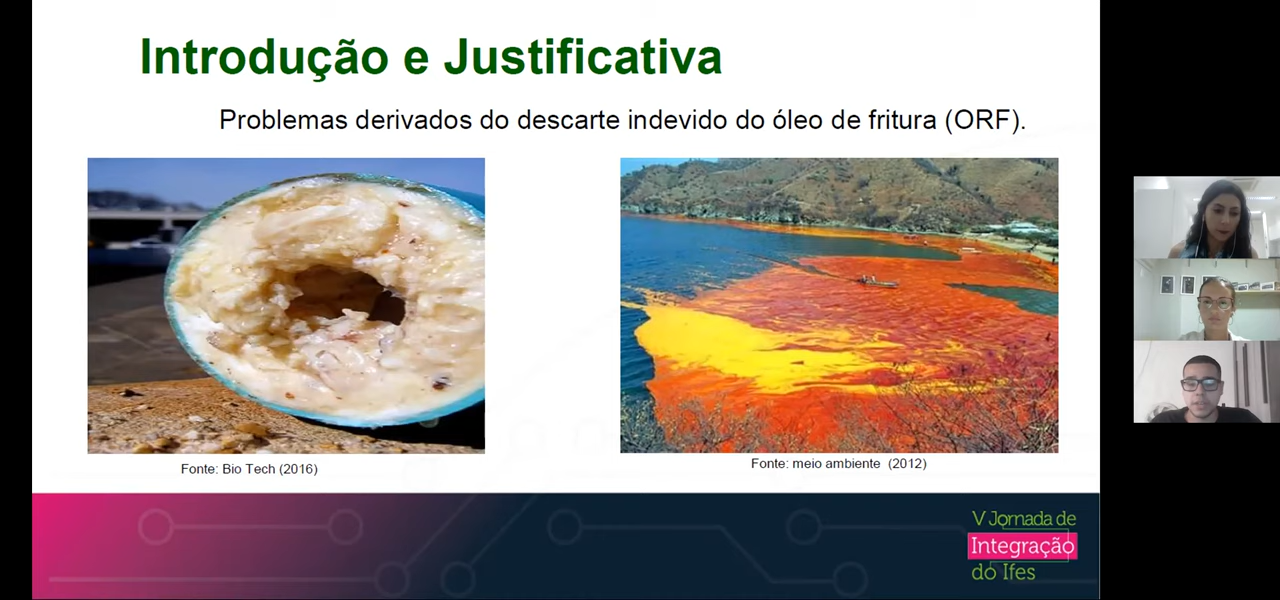 Introdução e Justificativa
Problemas derivados do descarte indevido do óleo de fritura (ORF).
Fonte: Bio Tech (2016)
Fonte: meio ambiente (2012)
V Jornada de
Integração
do Ifes